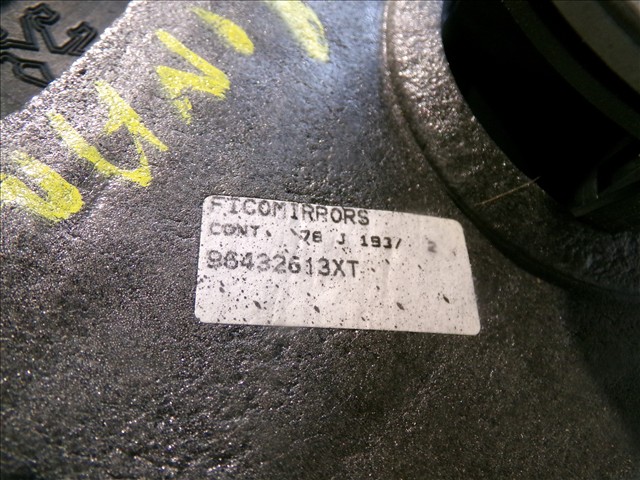 FICOMIRRORS
CONT. 76 J 193/ 2
96432613XT